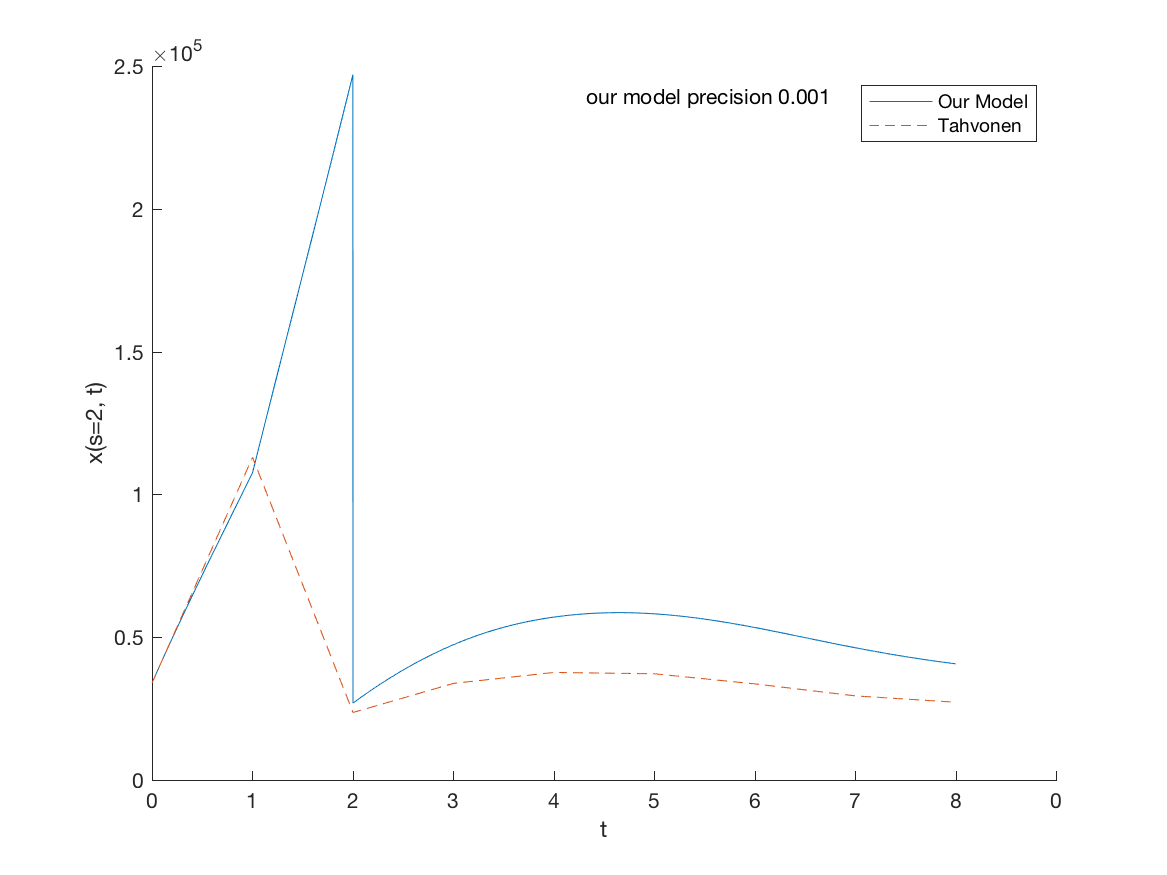 ×10^5
2.5
2
1.5
1
0.5
0
x(s=2, t)
our model precision 0.001
Our Model
Tahvonen
0 1 2 3 4 5 6 7 8 0
t